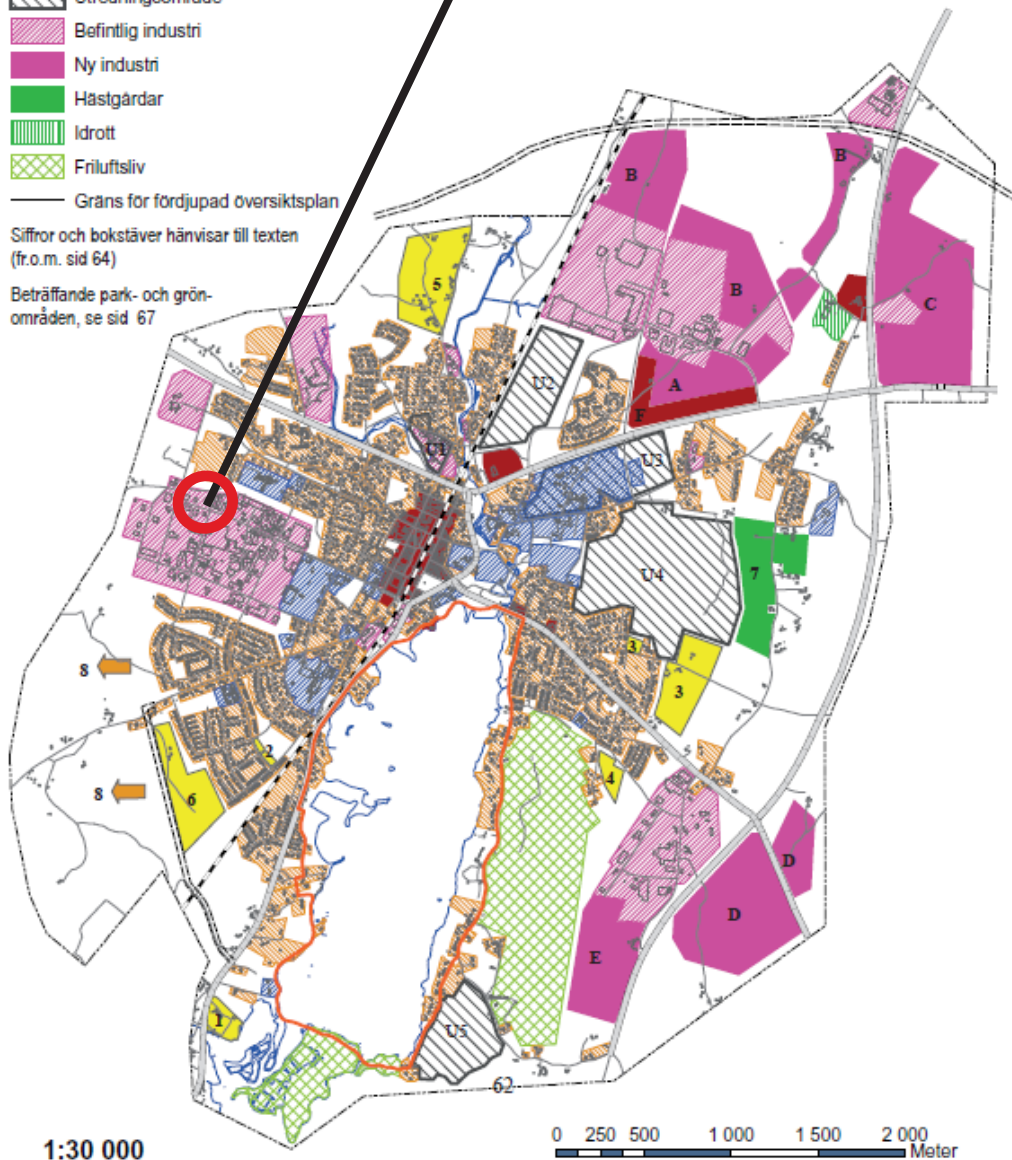 Utredningsområde
Befintlig industri
Ny industri
Hästgårdar
Idrott
Friluftsliv
Gräns för fördjupad översiktsplan
Siffror och bokstäver hänvisar till texten
(fr.o.m. sid 64)
Beträffande park- och grön-
områden, se sid 67
B
B
5
B
C
U2
A
F
U1
U3
U4
7
3
8
3
2
4
8
6
D
D
E
1
U5
62
1:30 000
0 250 500 1 000 1 500 2 000
Meter